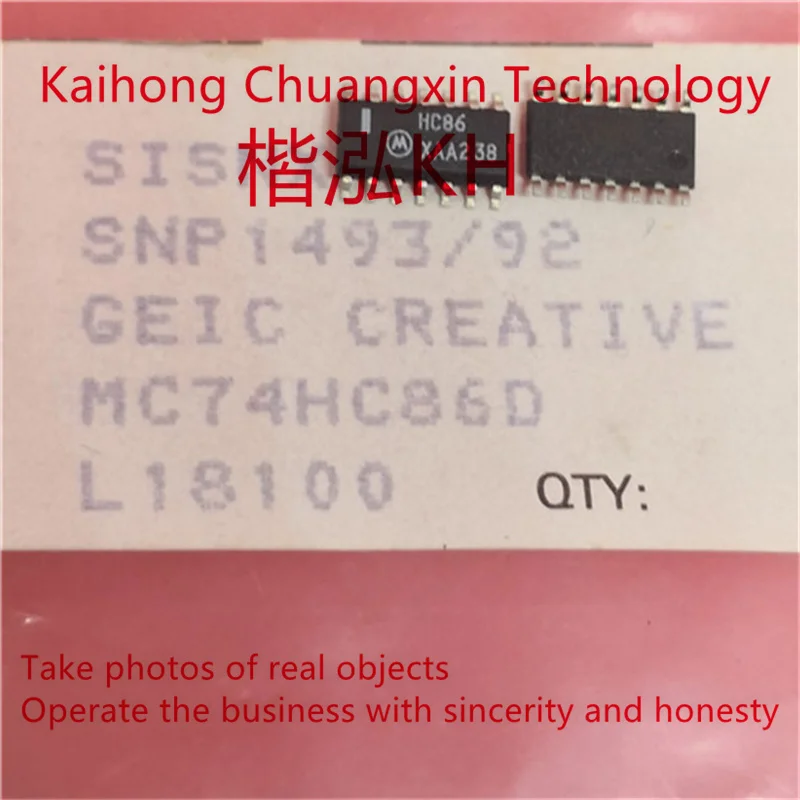 Kaihong Chuangxin Technology
HC86
XAA238
楷泓KH
SNP1493/92
GEIC CREATIVE
MC74HC86D
L18100
QTY:
Take photos of real objects
Operate the business with sincerity and honesty